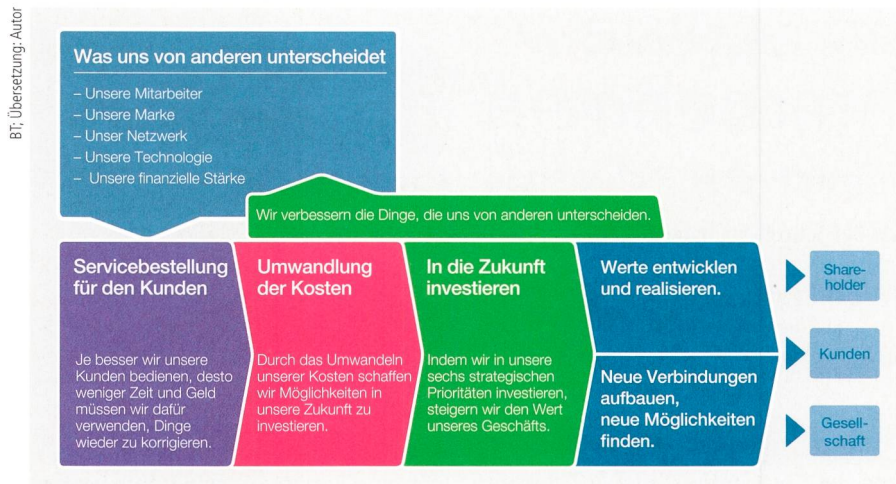 BT; Übersetzung: Autor
Was uns von anderen unterscheidet
– Unsere Mitarbeiter
– Unsere Marke
– Unser Netzwerk
– Unsere Technologie
– Unsere finanzielle Stärke
Wir verbessern die Dinge, die uns von anderen unterscheiden.
Servicebestellung
für den Kunden
Je besser wir unsere
Kunden bedienen, desto
weniger Zeit und Geld
müssen wir dafür
verwenden, Dinge
wieder zu korrigieren.
Umwandlung
der Kosten
Durch das Umwandeln
unserer Kosten schaffen
wir Möglichkeiten in
unsere Zukunft zu
investieren.
In die Zukunft
investieren
Indem wir in unsere
sechs strategischen
Prioritäten investieren,
steigern wir den Wert
unseres Geschäfts.
Werte entwicklen
und realisieren.
Neue Verbindungen
aufbauen,
neue Möglichkeiten
finden.
Share-
holder
Kunden
Gesell-
schaft